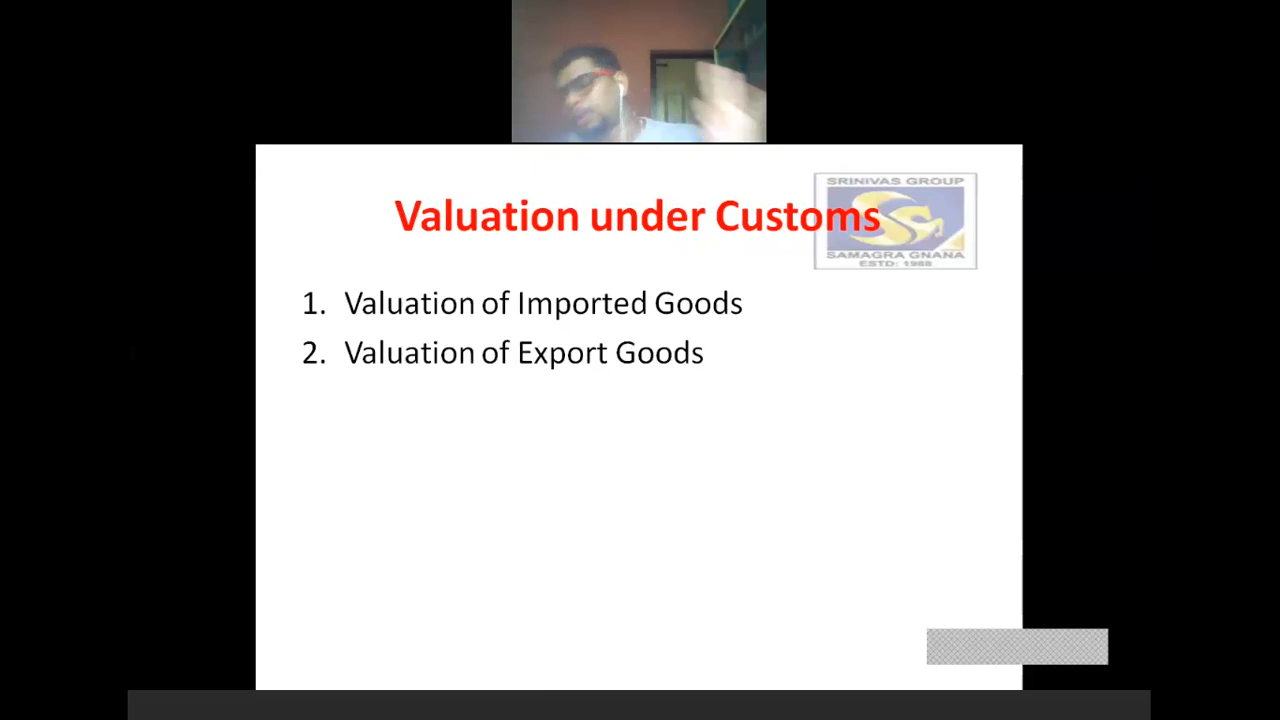 SRINIVAS GROUP
Valuation under Customs
SAMAGRA GNANA
ESTD: 1988
1. Valuation of Imported Goods
2. Valuation of Export Goods